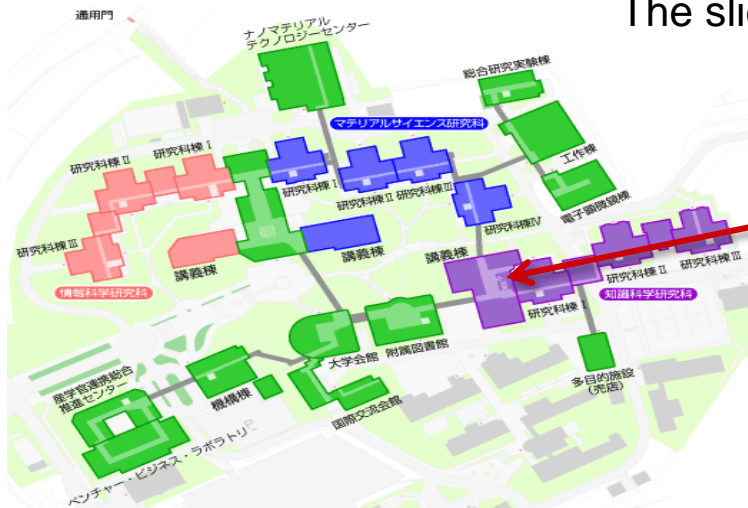 The slid
通用門
ナノマテリアル
テクノロジーセンター
総合研究実験棟
マテリアルサイエンス研究科
研究科棟Ⅱ
研究科棟Ⅰ
研究科棟Ⅰ
研究科棟Ⅱ
研究科棟Ⅲ
工作棟
電子顕微鏡棟
研究科棟Ⅲ
研究科棟Ⅳ
講義棟
講義棟
講義棟
研究科棟Ⅱ
研究科棟Ⅲ
情報科学研究科
知識科学研究科
研究科棟Ⅰ
大学会館
附属図書館
産学官連携総合
推進センター
機構棟
国際交流会館
多目的施設
(売店)
ベンチャー・ビジネス・ラボラトリ
P